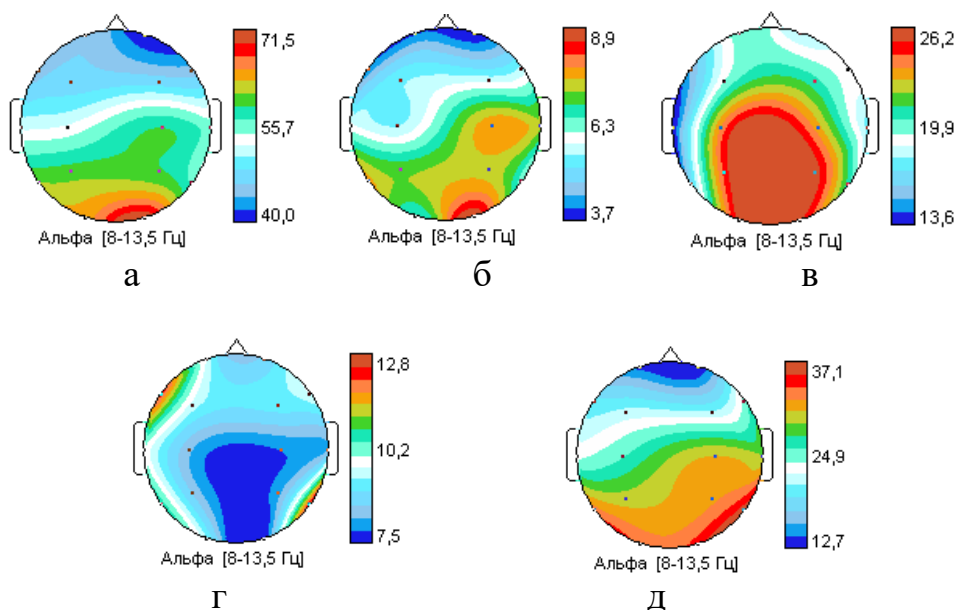 71,5
55,7
40,0
Альфа [8-13,5 Гц]
а
8,9
6,3
3,7
Альфа [8-13,5 Гц]
б
26,2
19,9
13,6
Альфа [8-13,5 Гц]
в
12,8
10,2
7,5
Альфа [8-13,5 Гц]
г
37,1
24,9
12,7
Альфа [8-13,5 Гц]
д